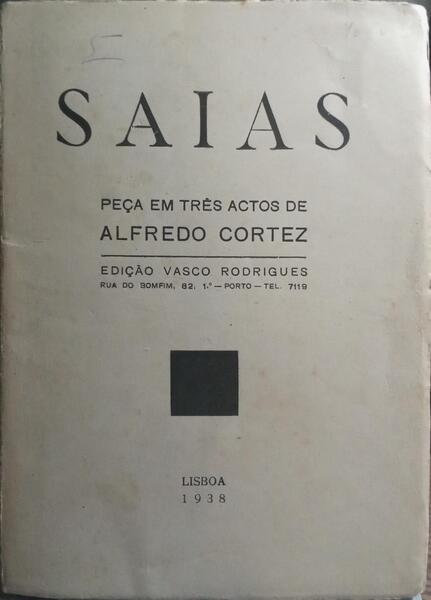 SAIAS
PEÇA EM TRÊS ACTOS DE
ALFREDO CORTEZ
EDIÇÃO VASCO RODRIGUES
RUA DO BOMFIM, 82, 1.º — PORTO — TEL. 7119
LISBOA
1938